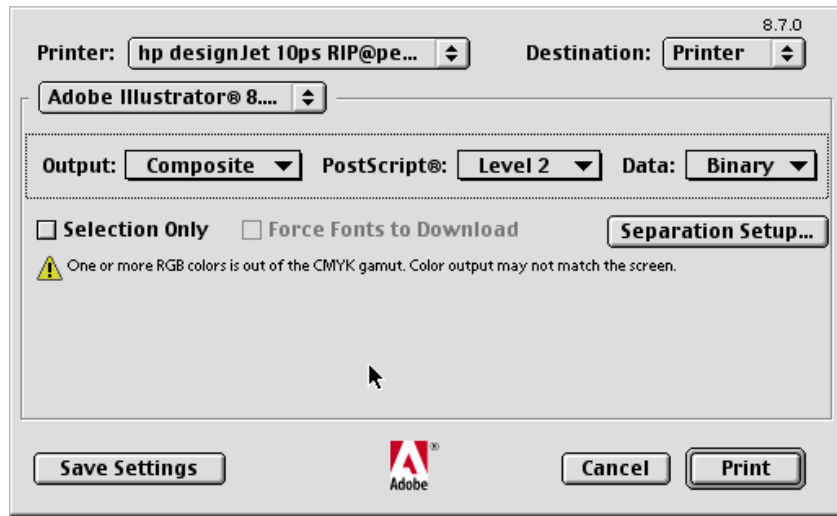 8.7.0
Printer: hp designJet 10ps RIP@pe... Destination: Printer
Adobe Illustrator® 8....
Output: Composite PostScript®: Level 2 Data: Binary
Selection Only Force Fonts to Download Separation Setup...
One or more RGB colors is out of the CMYK gamut. Color output may not match the screen.
Save Settings Adobe ® Cancel Print